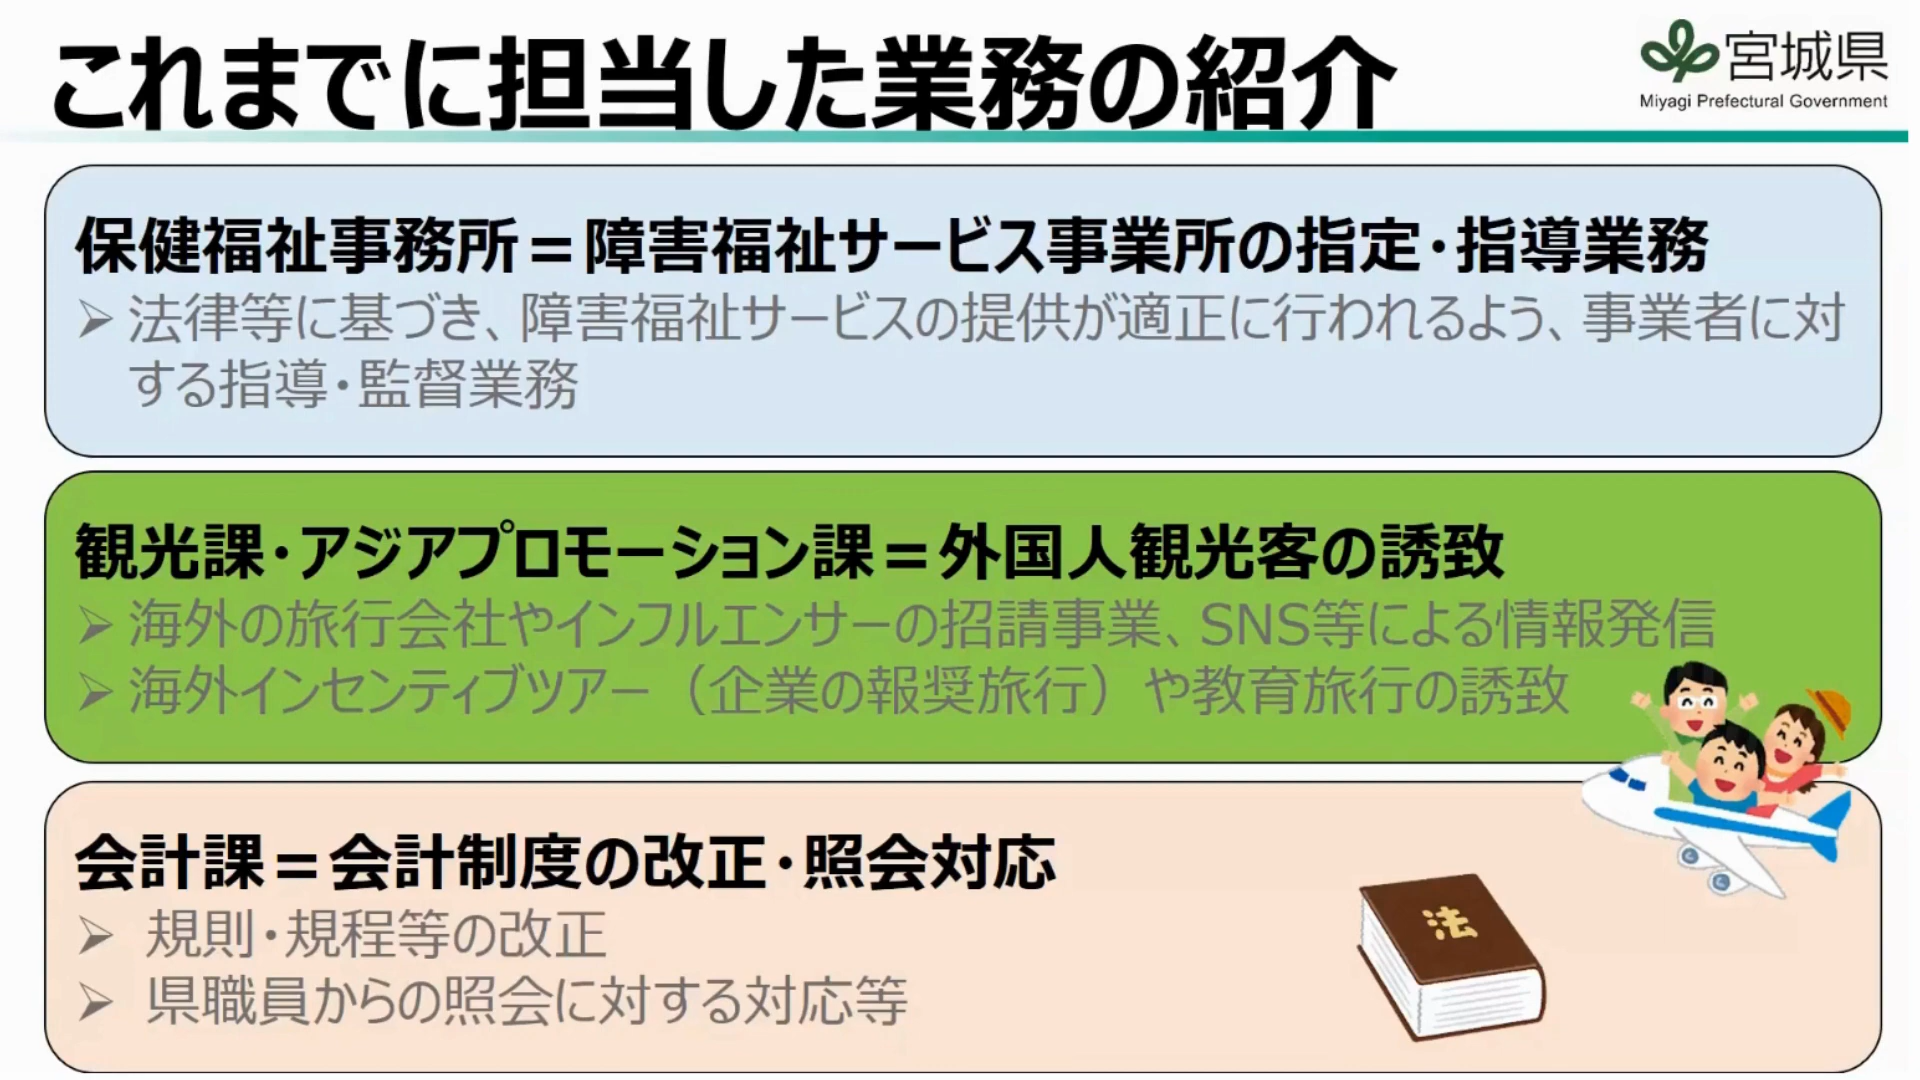 これまでに担当した業務の紹介
宮城県
Miyagi Prefectural Government
保健福祉事務所＝障害福祉サービス事業所の指定・指導業務
➢ 法律等に基づき、障害福祉サービスの提供が適正に行われるよう、事業者に対
する指導・監督業務
観光課・アジアプロモーション課＝外国人観光客の誘致
➢ 海外の旅行会社やインフルエンサーの招請事業、SNS等による情報発信
➢ 海外インセンティブツアー（企業の報奨旅行）や教育旅行の誘致
会計課＝会計制度の改正・照会対応
➢ 規則・規程等の改正
➢ 県職員からの照会に対する対応等
法